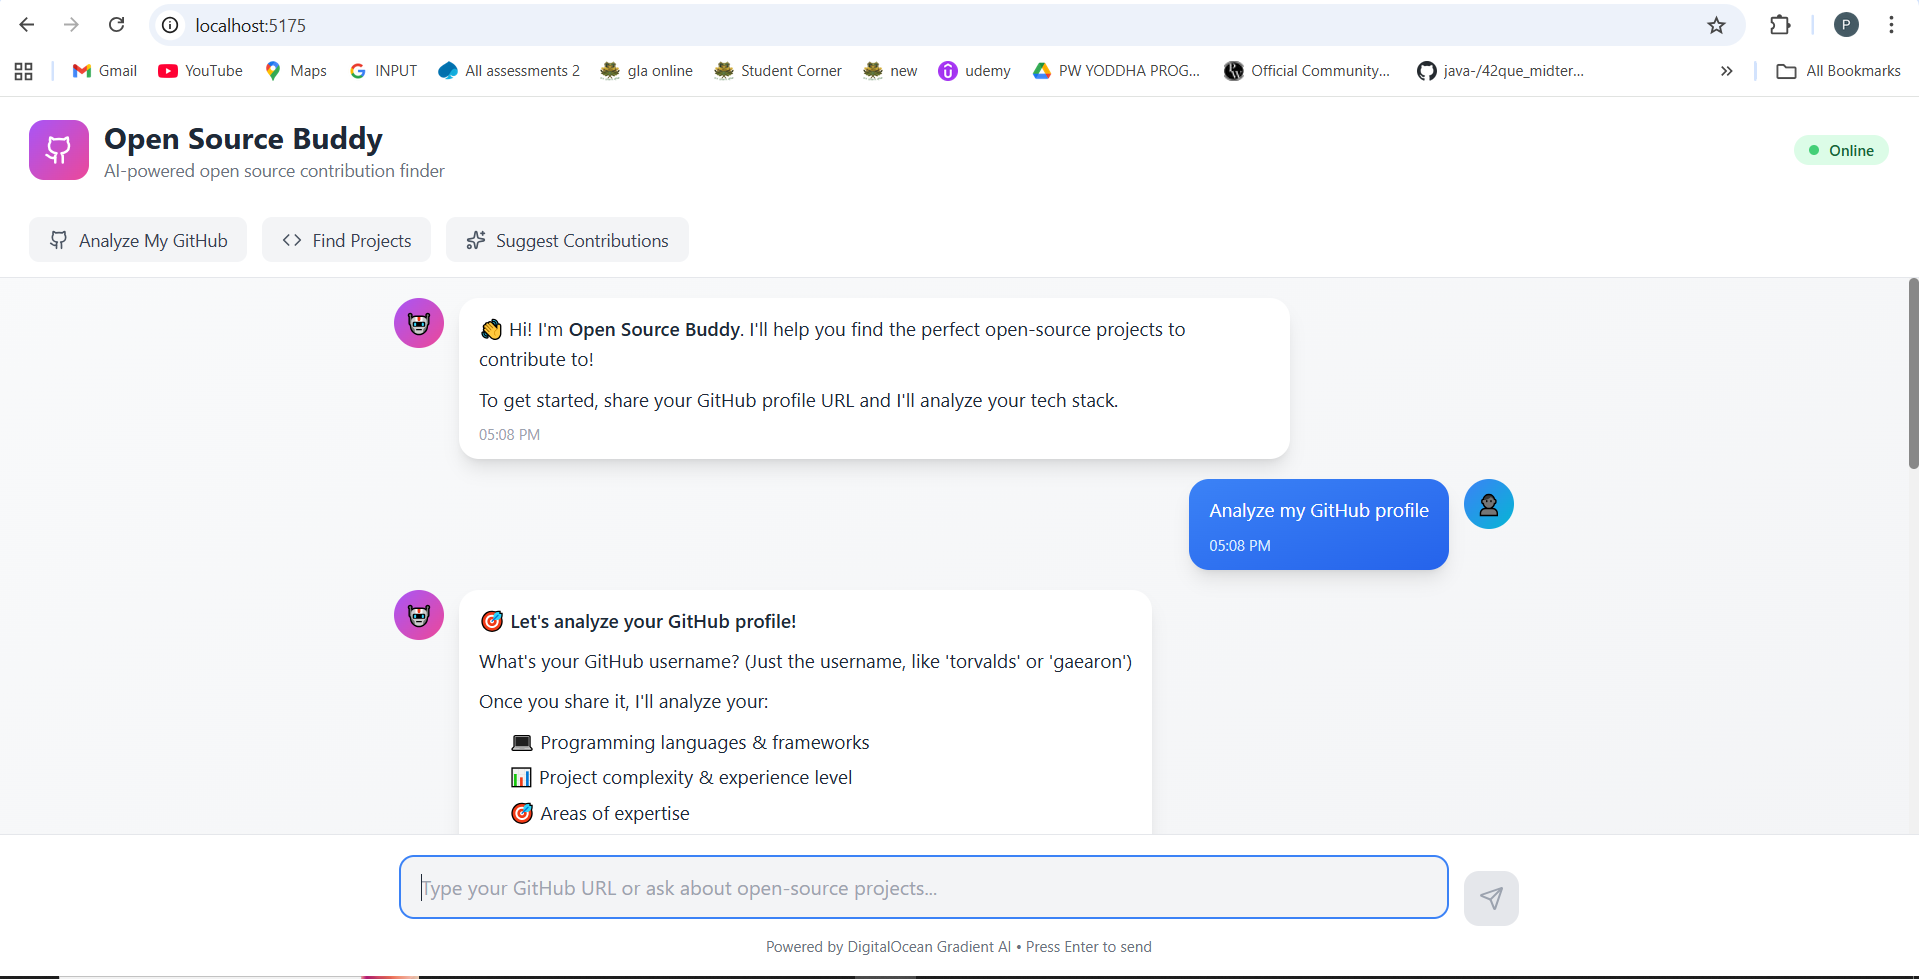 localhost:5175
P
Gmail YouTube Maps INPUT All assessments 2 gla online Student Corner new udemy PW YODDHA PROG... Official Community... java-/42que_midter... » All Bookmarks
Open Source Buddy
AI-powered open source contribution finder
Online
Analyze My GitHub Find Projects Suggest Contributions
👋 Hi! I'm Open Source Buddy. I'll help you find the perfect open-source projects to
contribute to!
To get started, share your GitHub profile URL and I'll analyze your tech stack.
05:08 PM
Analyze my GitHub profile
05:08 PM
🎯 Let's analyze your GitHub profile!
What's your GitHub username? (Just the username, like 'torvalds' or 'gaearon')
Once you share it, I'll analyze your:
💻 Programming languages & frameworks
📊 Project complexity & experience level
🎯 Areas of expertise
Type your GitHub URL or ask about open-source projects...
Powered by DigitalOcean Gradient AI • Press Enter to send